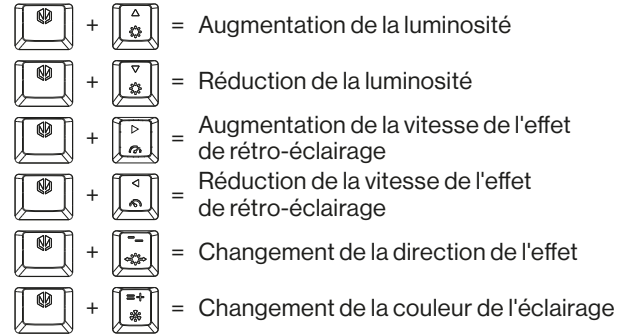 + = Augmentation de la luminosité
+ = Réduction de la luminosité
+ = Augmentation de la vitesse de l'effet
de rétro-éclairage
+ = Réduction de la vitesse de l'effet
de rétro-éclairage
+ = Changement de la direction de l'effet
+ = Changement de la couleur de l'éclairage